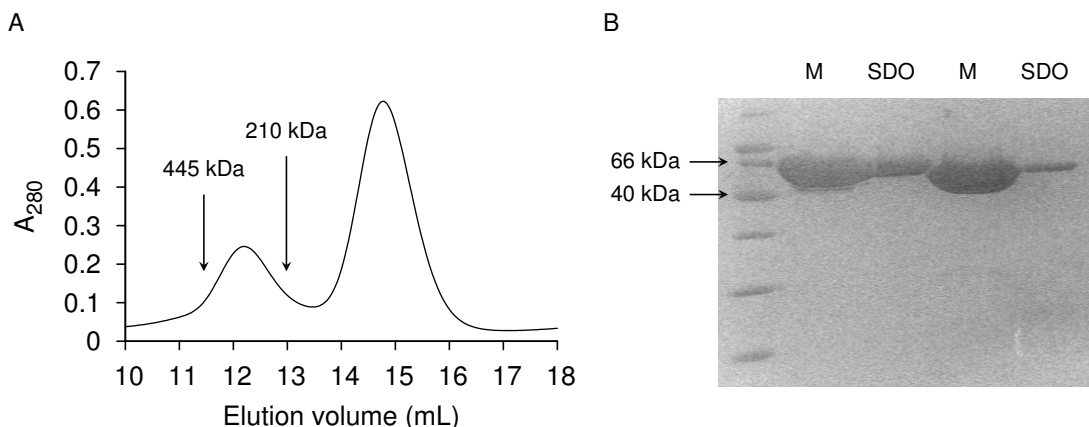 A
0.7
0.6
0.5
0.4
0.3
0.2
0.1
0
A280
445 kDa
210 kDa
10 11 12 13 14 15 16 17 18
Elution volume (mL)
B
M SDO M SDO
66 kDa
40 kDa